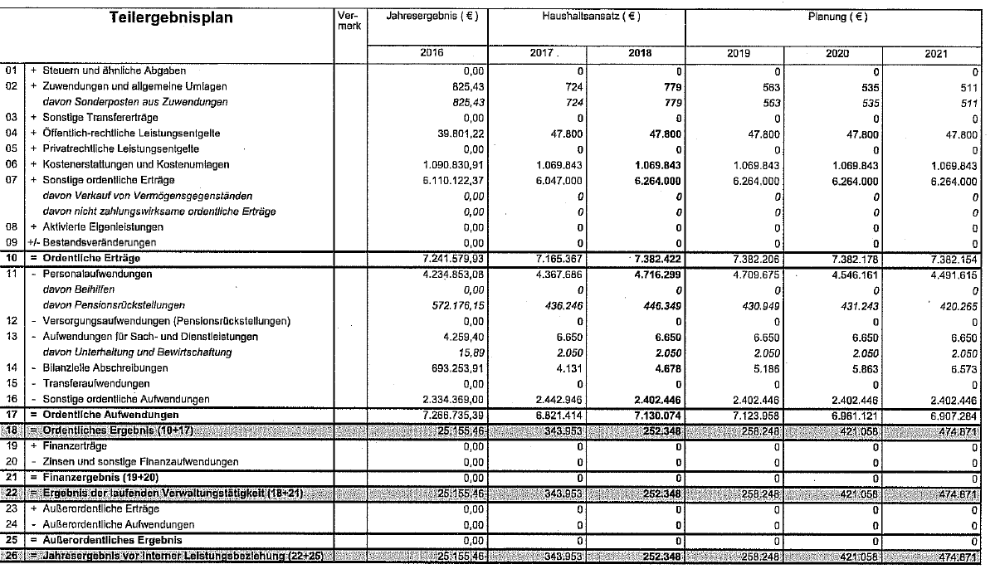 Teilergebnisplan Ver-merk Jahresergebnis ( € ) Haushaltsansatz ( € ) Planung ( € )
2016 2017 2018 2019 2020 2021
01 + Steuern und ähnliche Abgaben 0,00 0 0 0 0 0
02 + Zuwendungen und allgemeine Umlagen 825,43 724 779 563 535 511
davon Sonderposten aus Zuwendungen 825,43 724 779 563 535 511
03 + Sonstige Transfererträge 0,00 0 0 0 0 0
04 + Öffentlich-rechtliche Leistungsentgelte 39.801,22 47.800 47.800 47.800 47.800 47.800
05 + Privatrechtliche Leistungsentgelte 0,00 0 0 0 0 0
06 + Kostenerstattungen und Kostenumlagen 1.090.830,91 1.069.843 1.069.843 1.069.843 1.069.843 1.069.843
07 + Sonstige ordentliche Erträge 6.110.122,37 6.047.000 6.264.000 6.264.000 6.264.000 6.264.000
davon Verkauf von Vermögensgegenständen 0,00 0 0 0 0 0
davon nicht zahlungswirksame ordentliche Erträge 0,00 0 0 0 0 0
08 + Aktivierte Eigenleistungen 0,00 0 0 0 0 0
09 +/- Bestandsveränderungen 0,00 0 0 0 0 0
10 = Ordentliche Erträge 7.241.579,93 7.165.367 7.382.422 7.382.206 7.382.178 7.382.154
11 - Personalaufwendungen 4.234.853,08 4.367.686 4.716.299 4.709.675 4.546.161 4.491.615
davon Beihilfen 0,00 0 0 0 0 0
davon Pensionsrückstellungen 572.176,15 436.246 446.349 430.949 431.243 420.265
12 - Versorgungsaufwendungen (Pensionsrückstellungen) 0,00 0 0 0 0 0
13 - Aufwendungen für Sach- und Dienstleistungen 4.259,40 6.650 6.650 6.650 6.650 6.650
davon Unterhaltung und Bewirtschaftung 15,89 2.050 2.050 2.050 2.050 2.050
14 - Bilanzielle Abschreibungen 693.253,91 4.131 4.678 5.186 5.863 6.573
15 - Transferaufwendungen 0,00 0 0 0 0 0
16 - Sonstige ordentliche Aufwendungen 2.334.369,00 2.442.946 2.402.446 2.402.446 2.402.446 2.402.446
17 = Ordentliche Aufwendungen 7.266.735,39 6.821.414 7.130.074 7.123.958 6.961.121 6.907.284
18 = Ordentliches Ergebnis (10+17) 25.155,46- 343.953 252.348 258.248 421.058 474.871
19 + Finanzerträge 0,00 0 0 0 0 0
20 - Zinsen und sonstige Finanzaufwendungen 0,00 0 0 0 0 0
21 = Finanzergebnis (19+20) 0,00 0 0 0 0 0
22 = Ergebnis der laufenden Verwaltungstätigkeit (18+21) 25.155,46- 343.953 252.348 258.248 421.058 474.871
23 + Außerordentliche Erträge 0,00 0 0 0 0 0
24 - Außerordentliche Aufwendungen 0,00 0 0 0 0 0
25 = Außerordentliches Ergebnis 0,00 0 0 0 0 0
26 = Jahresergebnis vor interner Leistungsbeziehung (22+25) 25.155,46- 343.953 252.348 258.248 421.058 474.871